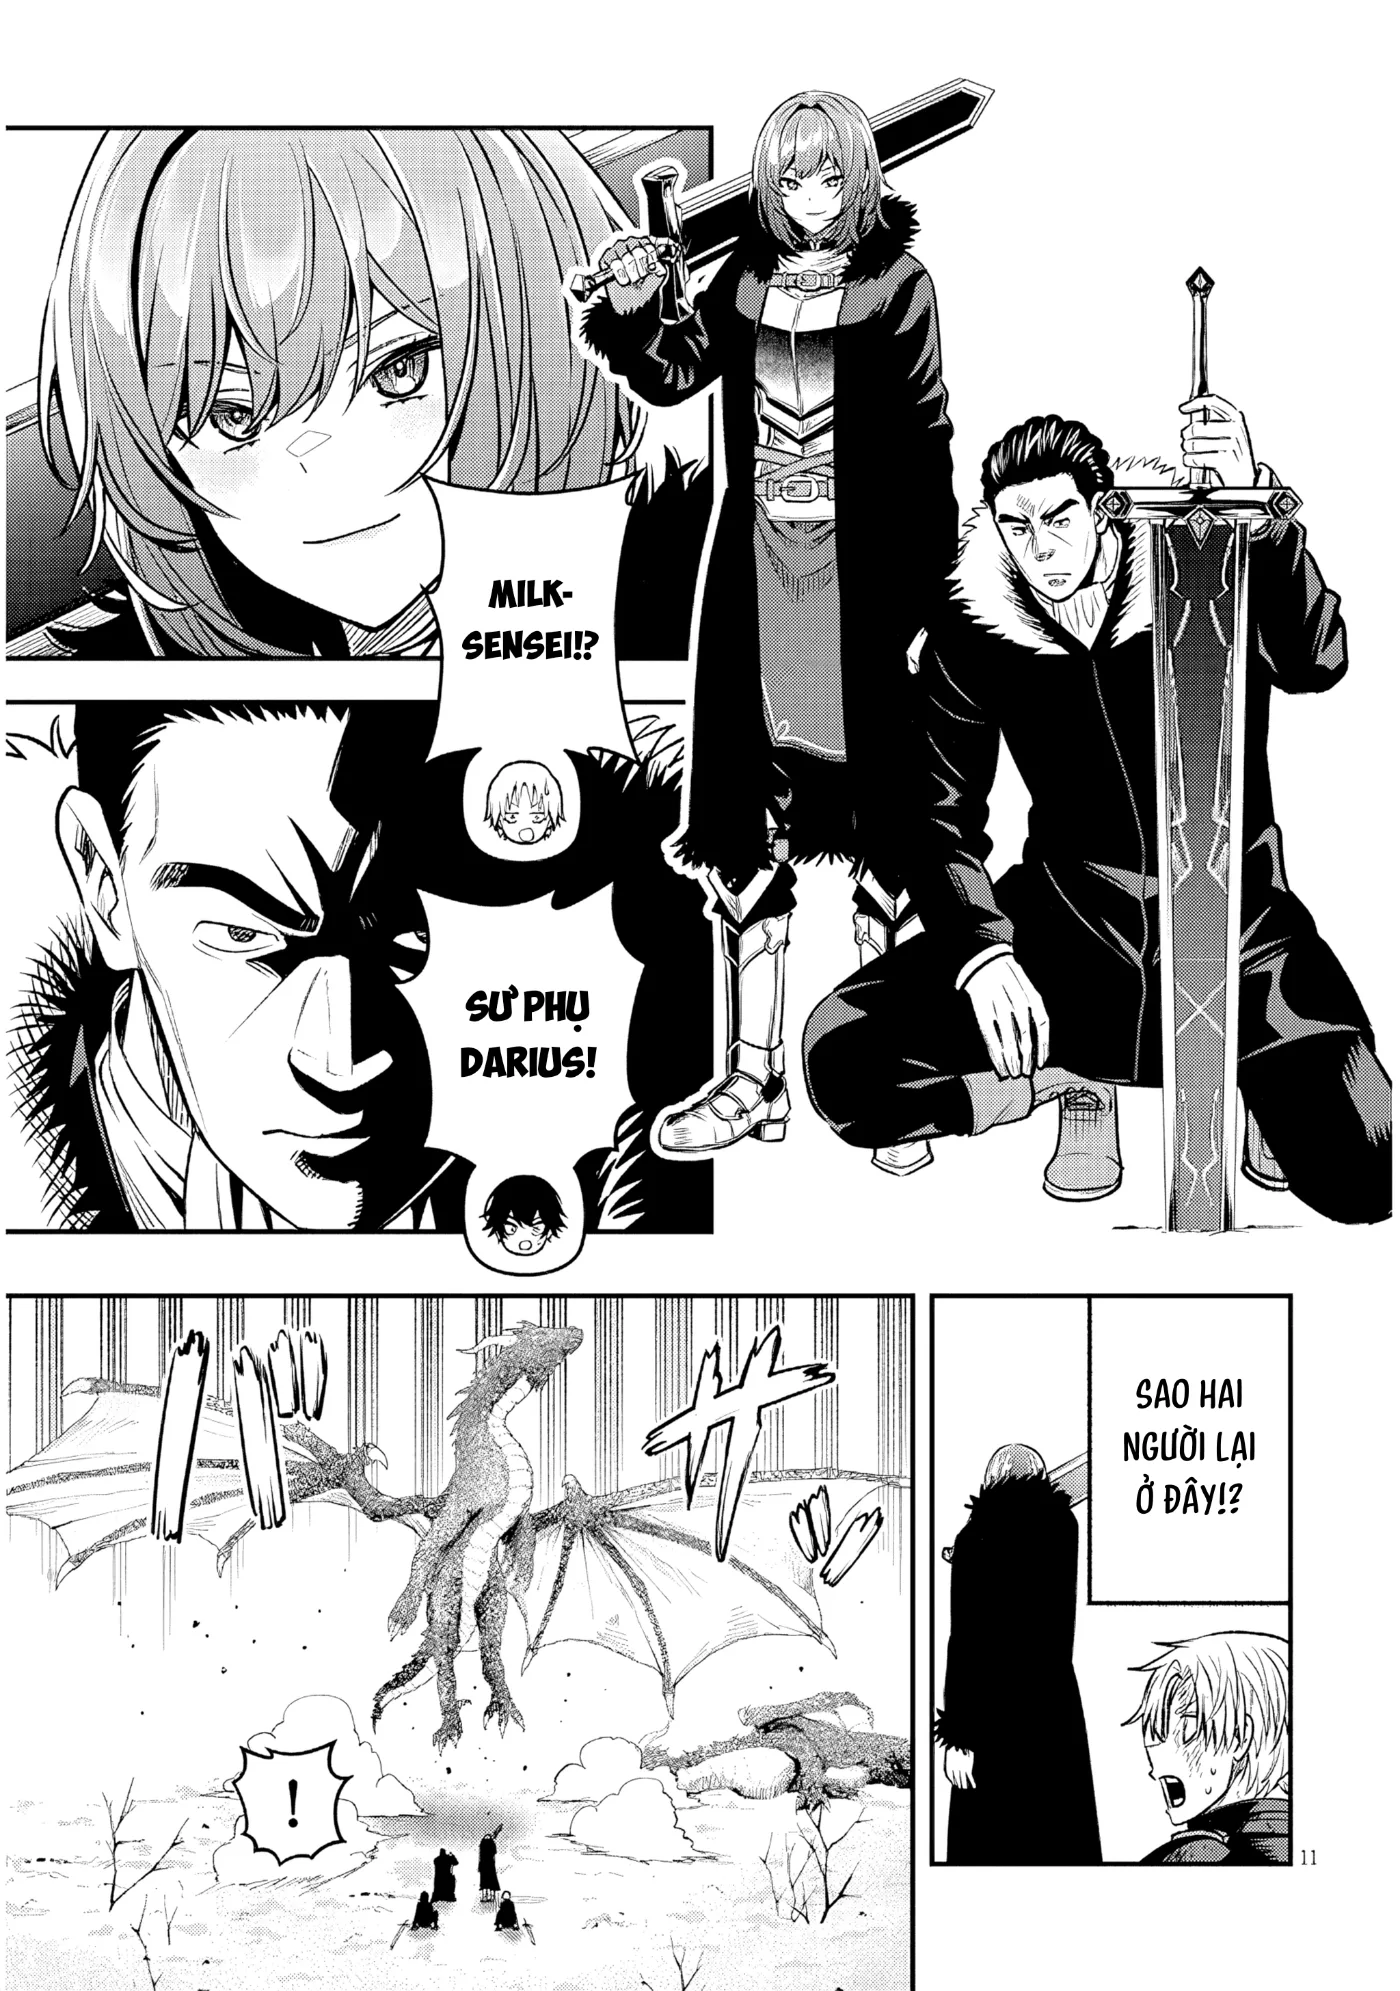 MILK-
SENSEI!?
SƯ PHỤ
DARIUS!
SAO HAI
NGƯỜI LẠI
Ở ĐÂY!?
!
11